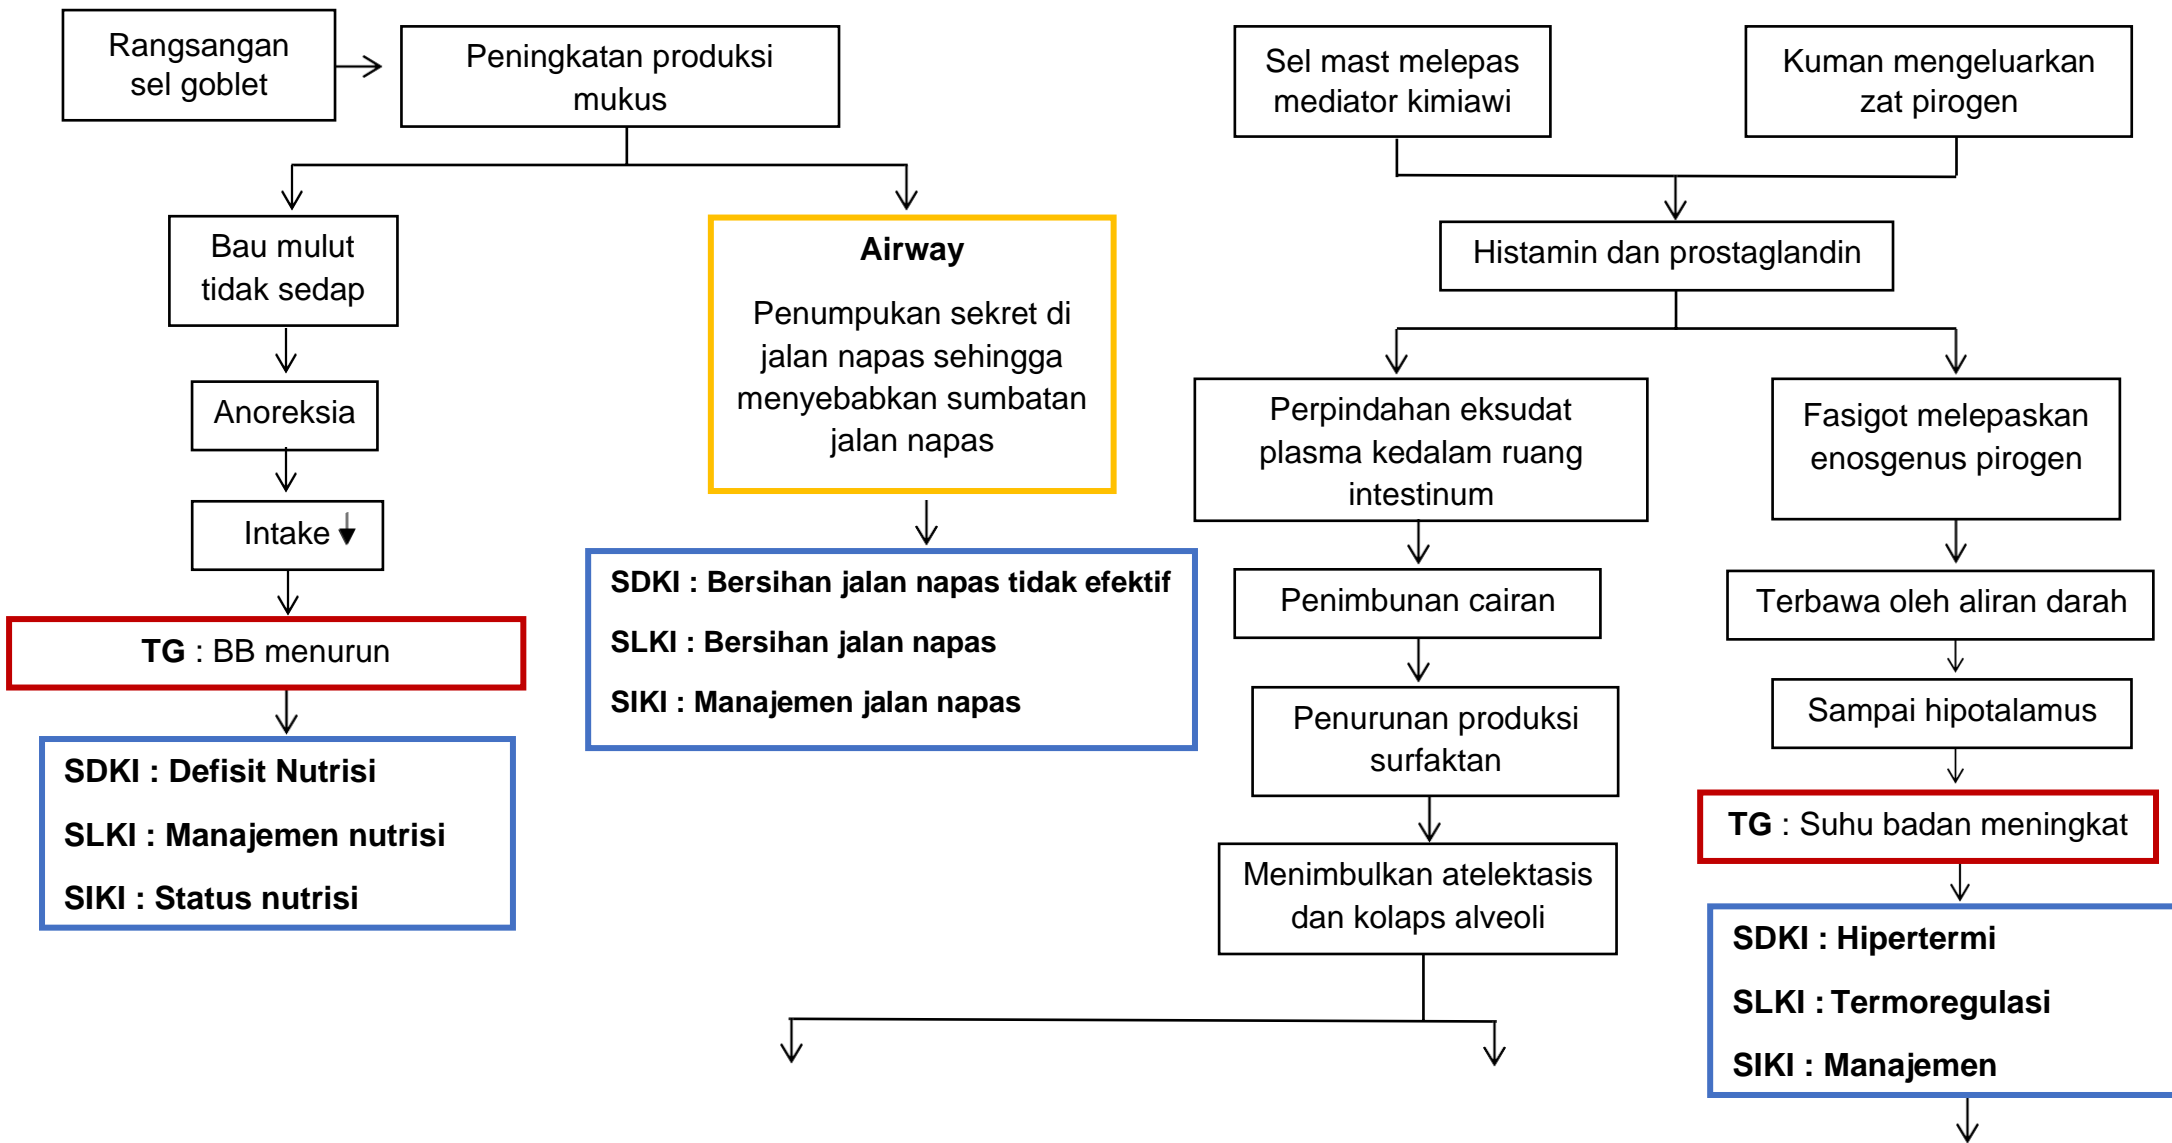 Rangsangan
sel goblet
Peningkatan produksi
mukus
Sel mast melepas
mediator kimiawi
Kuman mengeluarkan
zat pirogen
Bau mulut
tidak sedap
Airway
Penumpukan sekret di
jalan napas sehingga
menyebabkan sumbatan
jalan napas
Histamin dan prostaglandin
Anoreksia
Perpindahan eksudat
plasma kedalam ruang
intestinum
Fasigot melepaskan
enosgenus pirogen
Intake
SDKI : Bersihan jalan napas tidak efektif
SLKI : Bersihan jalan napas
SIKI : Manajemen jalan napas
Penimbunan cairan
Terbawa oleh aliran darah
TG : BB menurun
Penurunan produksi
surfaktan
Sampai hipotalamus
SDKI : Defisit Nutrisi
SLKI : Manajemen nutrisi
SIKI : Status nutrisi
TG : Suhu badan meningkat
Menimbulkan atelektasis
dan kolaps alveoli
SDKI : Hipertermi
SLKI : Termoregulasi
SIKI : Manajemen